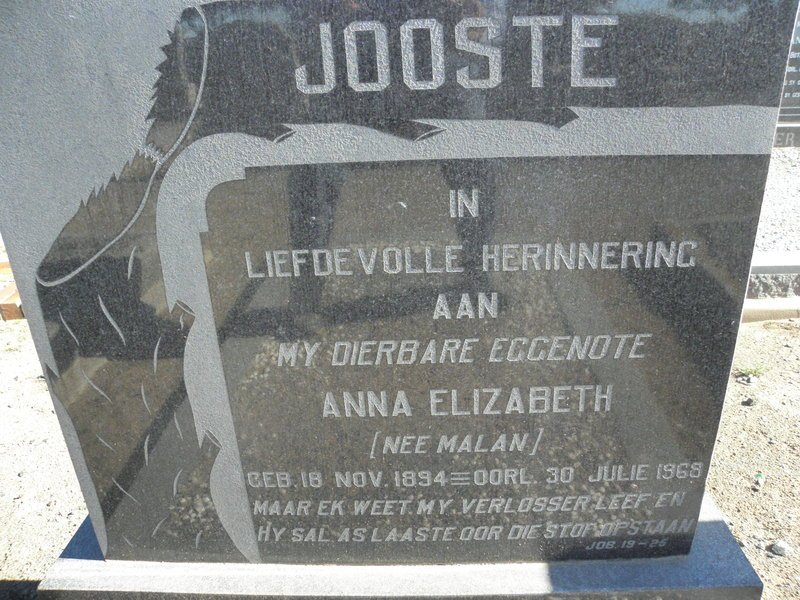 JOOSTE
IN
LIEFDEVOLLE HERINNERING
AAN
MY DIERBARE EGGENOTE
ANNA ELIZABETH
[NEE MALAN]
GEB. 18 NOV. 1894 = OORL. 30 JULIE 1968
MAAR EK WEET, MY VERLOSSER LEEF EN
HY SAL AS LAASTE OOR DIE STOF OPSTAAN
JOB. 19-25